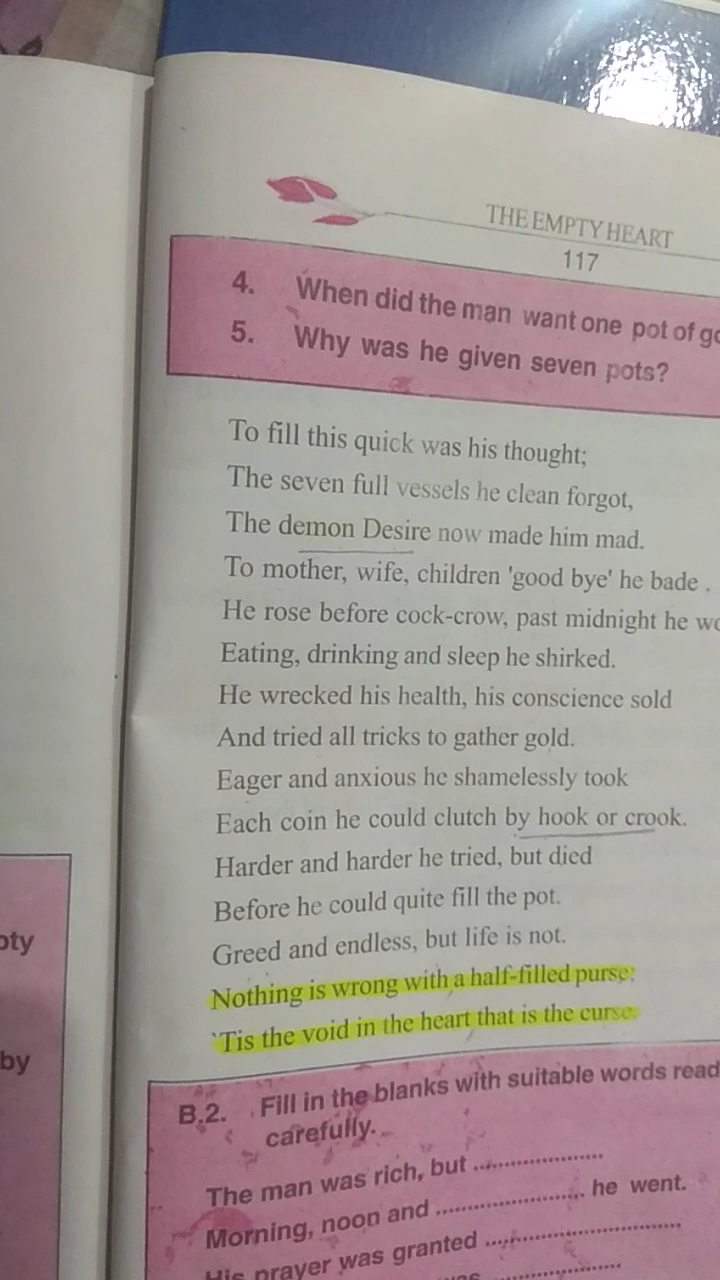 THE EMPTY HEART
117
4. When did the man want one pot of go
5. Why was he given seven pots?
To fill this quick was his thought;
The seven full vessels he clean forgot,
The demon Desire now made him mad.
To mother, wife, children 'good bye' he bade .
He rose before cock-crow, past midnight he wo
Eating, drinking and sleep he shirked.
He wrecked his health, his conscience sold
And tried all tricks to gather gold.
Eager and anxious he shamelessly took
Each coin he could clutch by hook or crook.
Harder and harder he tried, but died
Before he could quite fill the pot.
Greed and endless, but life is not.
Nothing is wrong with a half-filled purse:
`Tis the void in the heart that is the curse.
oty
by
B.2. Fill in the blanks with suitable words read
carefully.
The man was rich, but ....................
Morning, noon and ........................ he went.
His prayer was granted ................................